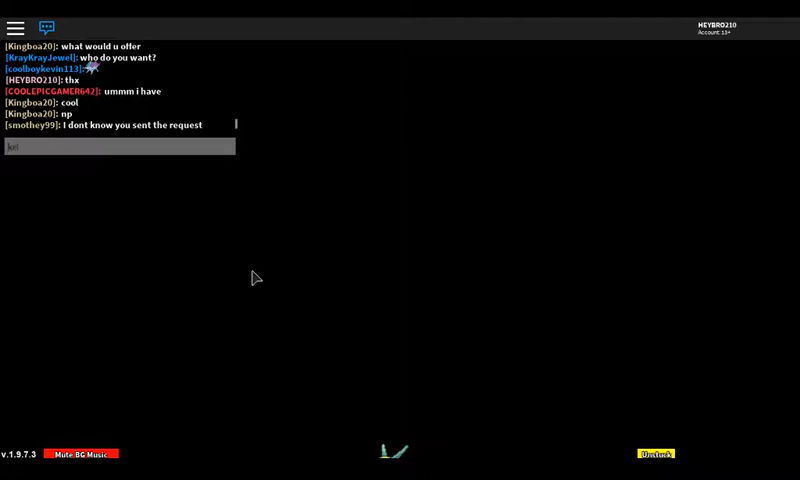 HEYBRO210
Account: 13+
[Kingboa20]: what would u offer
[KrayKrayJewel]: who do you want?
[coolboykevin113]:
[HEYBRO210]: thx
[COOLEPICGAMER642]: ummm i have
[Kingboa20]: cool
[Kingboa20]: np
[smothey99]: I dont know you sent the request
v.1.9.7.3
Mute BG Music
Unstuck